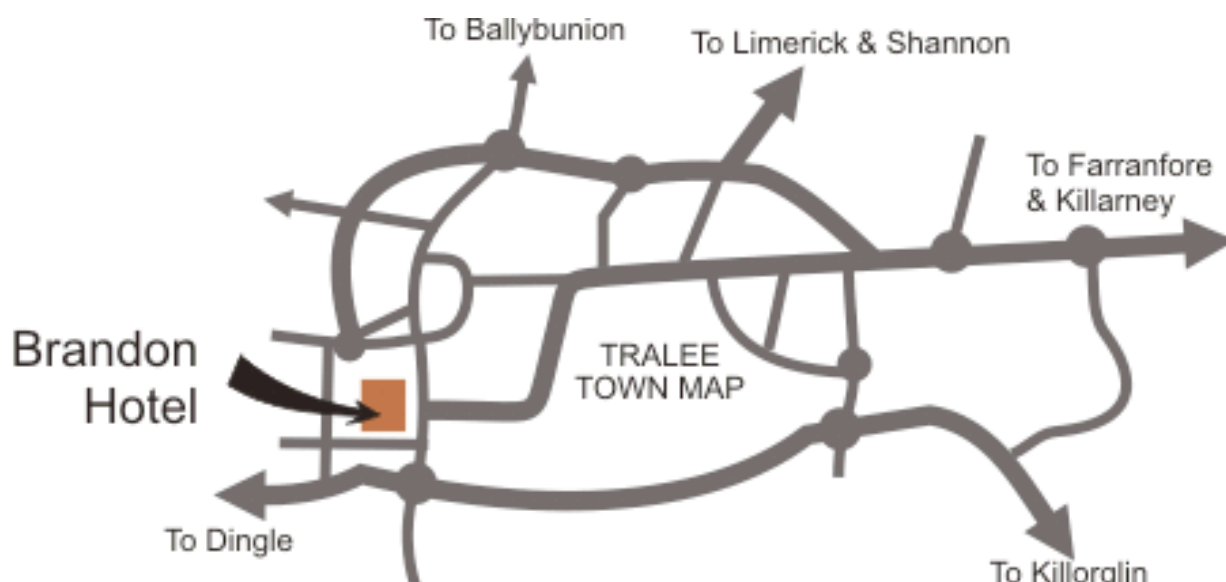 To Ballybunion
To Limerick & Shannon
To Farranfore
& Killarney
Brandon
Hotel
TRALEE
TOWN MAP
To Dingle
To Killorglin